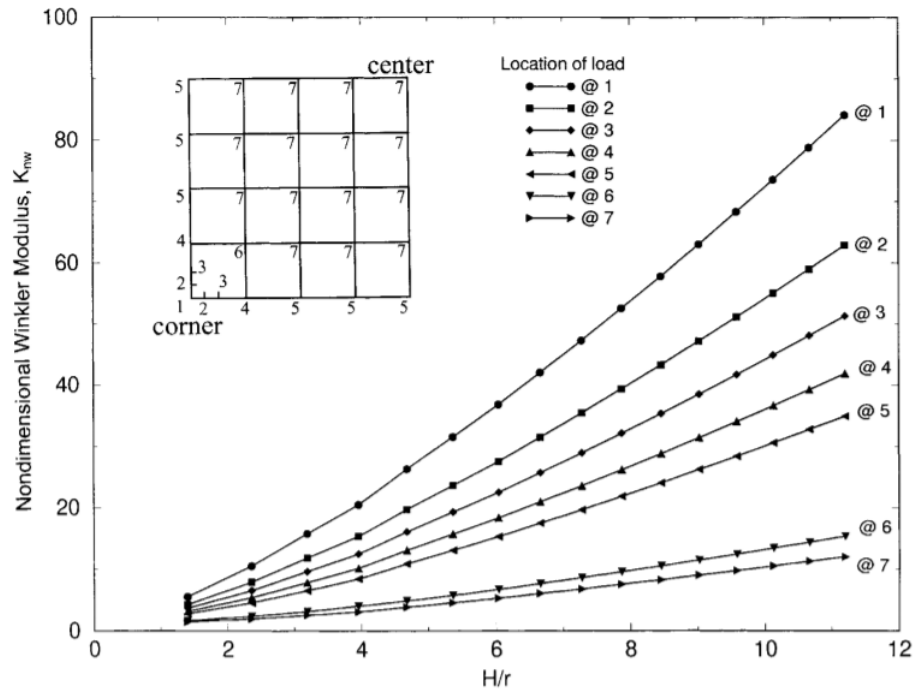 100
80
60
40
20
0
Nondimensional Winkler Modulus, Knw
0 2 4 6 8 10 12
H/r
center
5 7 7 7 7
5 7 7 7 7
5 7 7 7 7
4 6 7 7 7
3
2 3
1 2 4 5 5 5
corner
Location of load
@ 1
@ 2
@ 3
@ 4
@ 5
@ 6
@ 7
@ 1
@ 2
@ 3
@ 4
@ 5
@ 6
@ 7